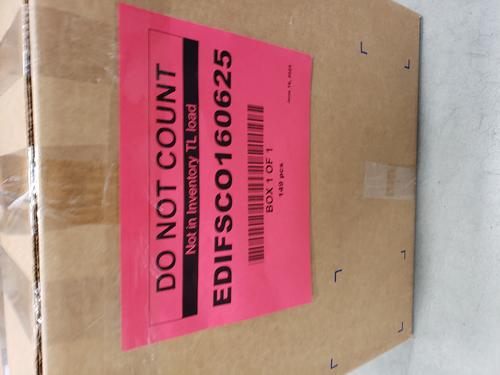 DO NOT COUNT
Not in Inventory TL load
EDIFSCO160625
BOX 1 OF 1
149 pcs